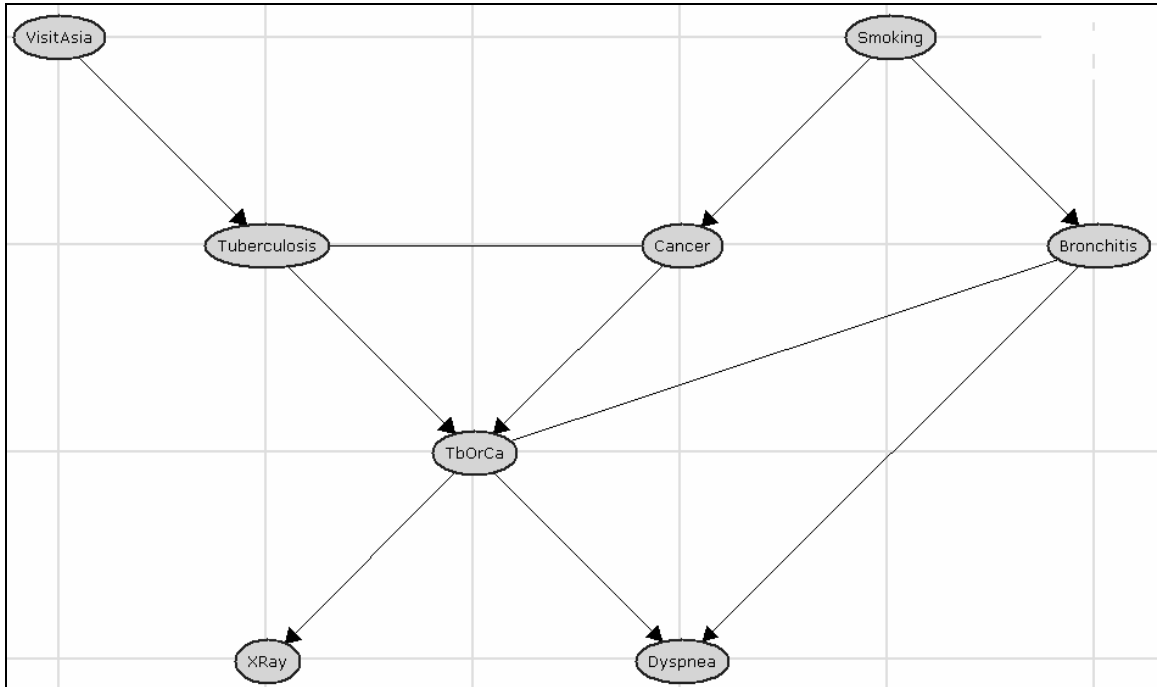 VisitAsia
Smoking
Tuberculosis
Cancer
Bronchitis
TbOrCa
XRay
Dyspnea